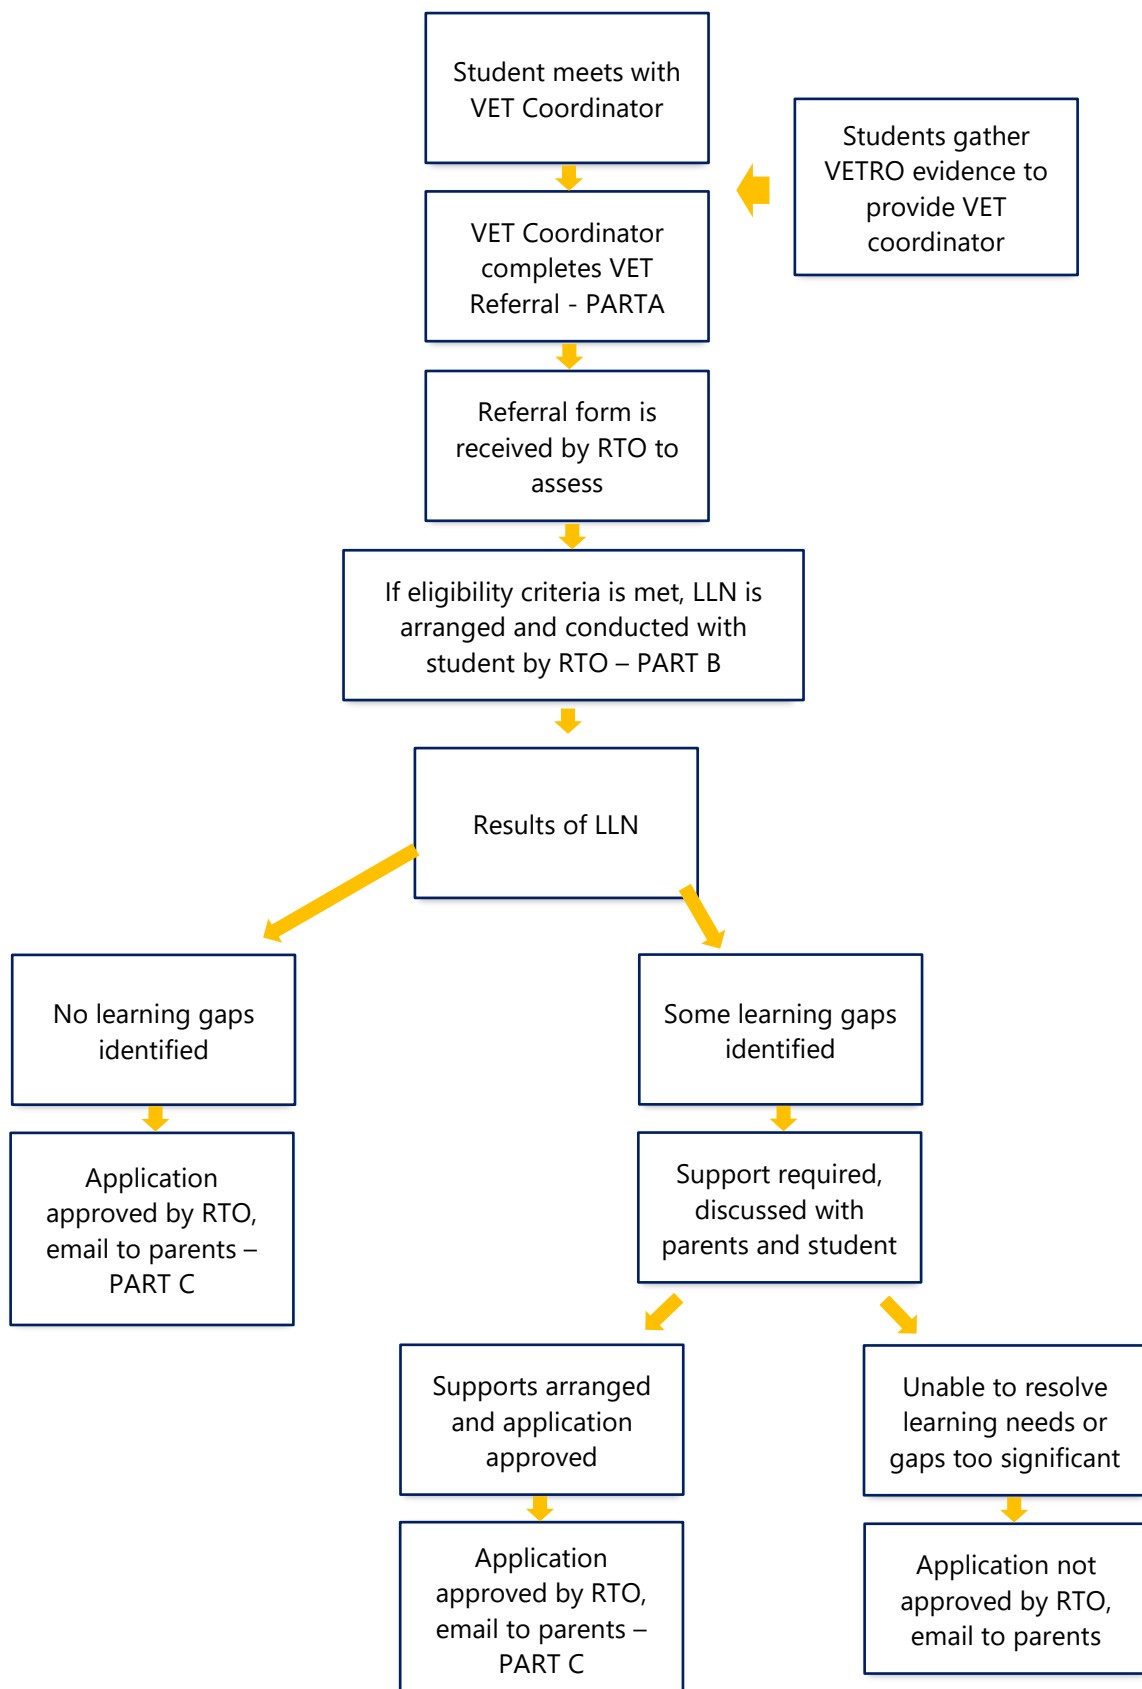 Student meets with
VET Coordinator
Students gather
VETRO evidence to
provide VET
coordinator
VET Coordinator
completes VET
Referral - PARTA
Referral form is
received by RTO to
assess
If eligibility criteria is met, LLN is
arranged and conducted with
student by RTO – PART B
Results of LLN
No learning gaps
identified
Some learning gaps
identified
Application
approved by RTO,
email to parents –
PART C
Support required,
discussed with
parents and student
Supports arranged
and application
approved
Unable to resolve
learning needs or
gaps too significant
Application
approved by RTO,
email to parents –
PART C
Application not
approved by RTO,
email to parents